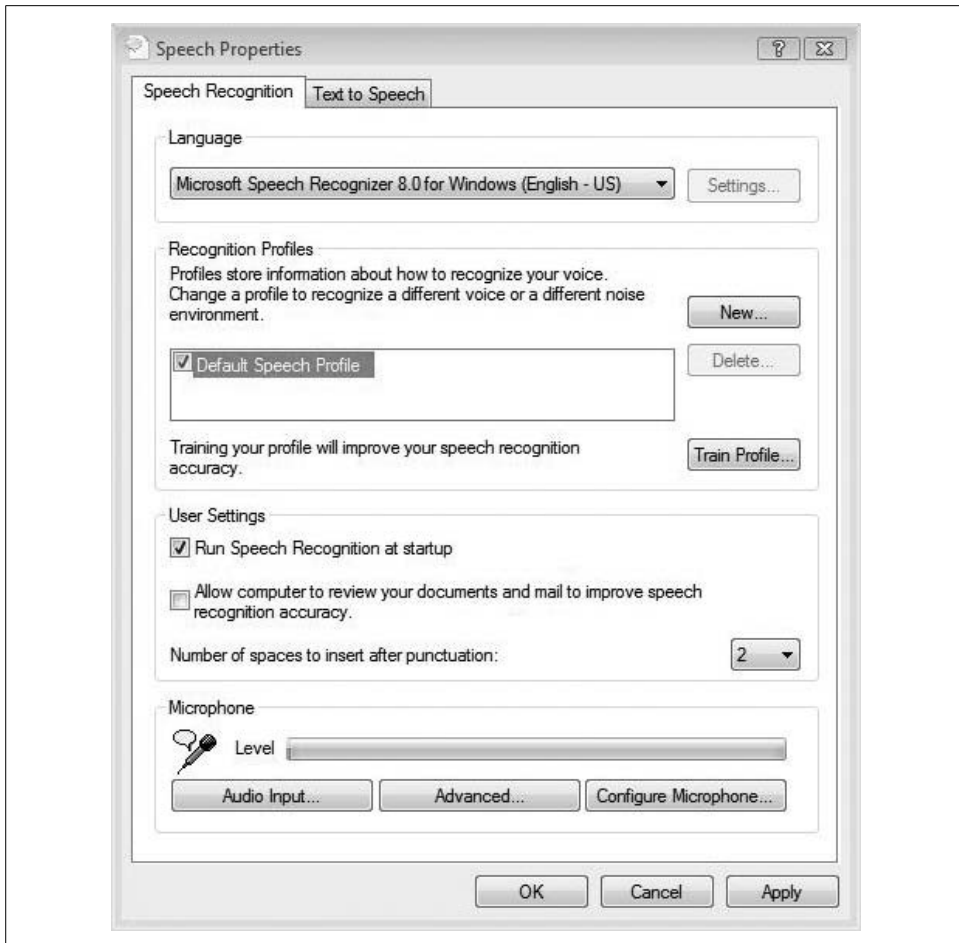 Speech Properties
Speech Recognition
Text to Speech
Language
Microsoft Speech Recognizer 8.0 for Windows (English - US)
Settings...
Recognition Profiles
Profiles store information about how to recognize your voice.
Change a profile to recognize a different voice or a different noise
environment.
New...
Default Speech Profile
Delete...
Training your profile will improve your speech recognition
accuracy.
Train Profile...
User Settings
Run Speech Recognition at startup
Allow computer to review your documents and mail to improve speech
recognition accuracy.
Number of spaces to insert after punctuation:
2
Microphone
Level
Audio Input...
Advanced...
Configure Microphone...
OK
Cancel
Apply